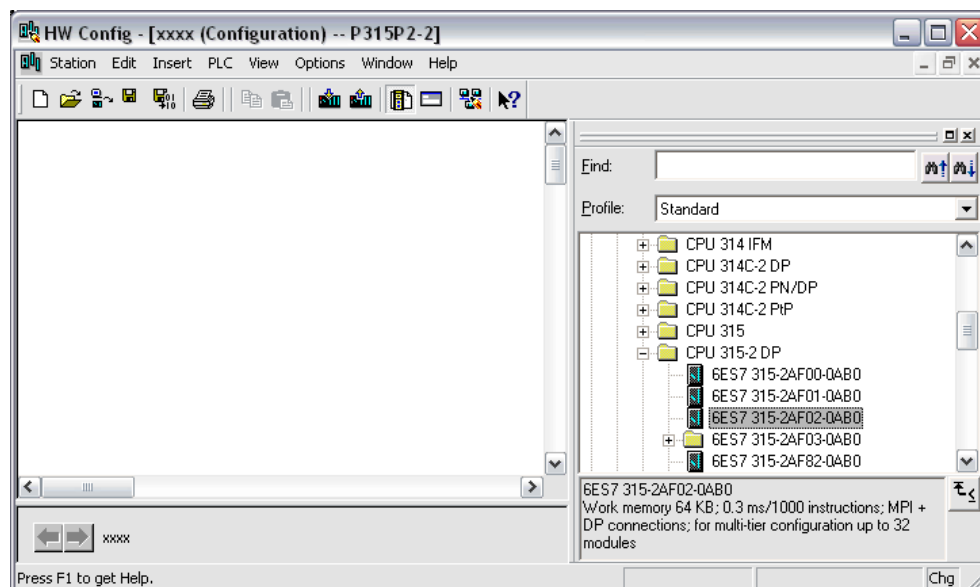 HW Config - [xxxx (Configuration) -- P315P2-2]
Station Edit Insert PLC View Options Window Help
Find:
Profile: Standard
CPU 314 IFM
CPU 314C-2 DP
CPU 314C-2 PN/DP
CPU 314C-2 PtP
CPU 315
CPU 315-2 DP
6ES7 315-2AF00-0AB0
6ES7 315-2AF01-0AB0
6ES7 315-2AF02-0AB0
6ES7 315-2AF03-0AB0
6ES7 315-2AF82-0AB0
6ES7 315-2AF02-0AB0
Work memory 64 KB; 0.3 ms/1000 instructions; MPI +
DP connections; for multi-tier configuration up to 32
modules
xxxx
Press F1 to get Help.
Chg